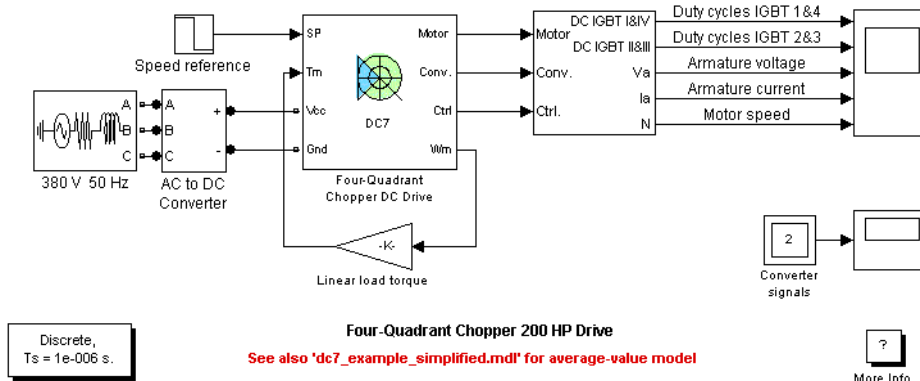 DC IGBT I&IV
Duty cycles IGBT 1&4
SP
Motor
Motor
DC IGBT II&III
Duty cycles IGBT 2&3
Speed reference
Tm
Conv.
Conv.
Va
Armature voltage
A
A
+
Vcc
Ctrl
Ctrl.
Ia
Armature current
DC7
N
Motor speed
B
B
C
C
-
Gnd
Wm
380 V 50 Hz
AC to DC
Converter
Four-Quadrant
Chopper DC Drive
-K-
Linear load torque
2
Converter
signals
Discrete,
Ts = 1e-006 s.
Four-Quadrant Chopper 200 HP Drive
See also 'dc7_example_simplified.mdl' for average-value model
?
More Info